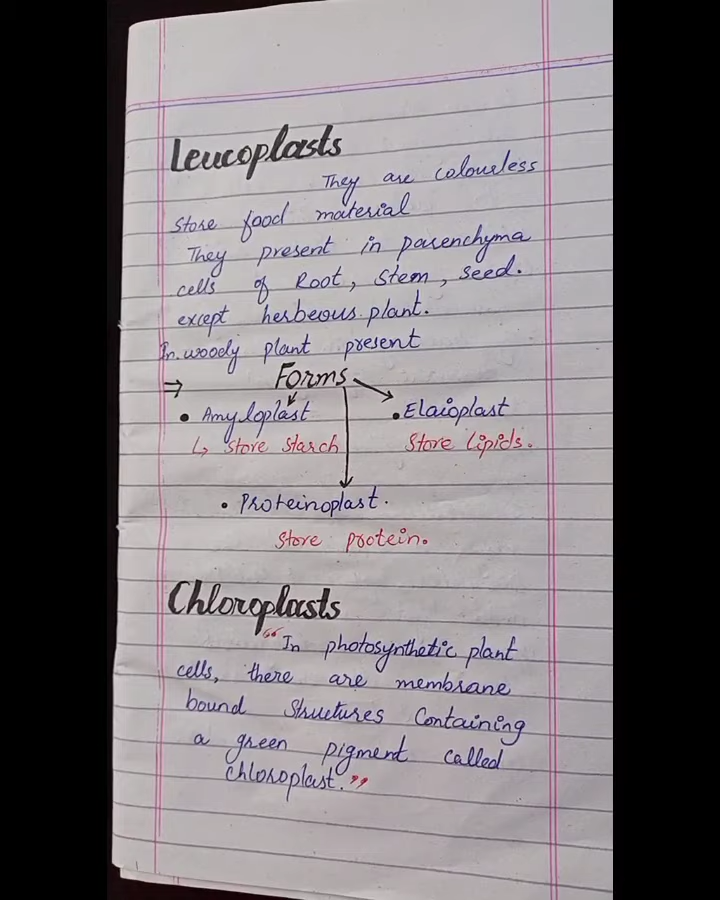 Leucoplasts
They are colourless
store food material
They present in parenchyma
cells of Root, stem, seed.
except herbeous plant.
In woody plant present
⇒ Forms
• Amyloplast
• Elaioplast
↳ store starch
Store lipids.
• Proteinoplast.
Store protein.
Chloroplasts
“In photosynthetic plant
cells, there are membrane
bound structures containing
a green pigment called
chloroplast.”